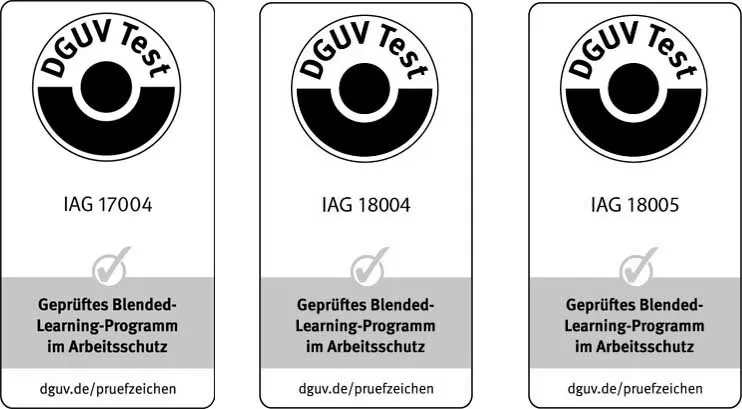 DGUV Test
IAG 17004
Geprüftes Blended-
Learning-Programm
im Arbeitsschutz
dguv.de/pruefzeichen
DGUV Test
IAG 18004
Geprüftes Blended-
Learning-Programm
im Arbeitsschutz
dguv.de/pruefzeichen
DGUV Test
IAG 18005
Geprüftes Blended-
Learning-Programm
im Arbeitsschutz
dguv.de/pruefzeichen